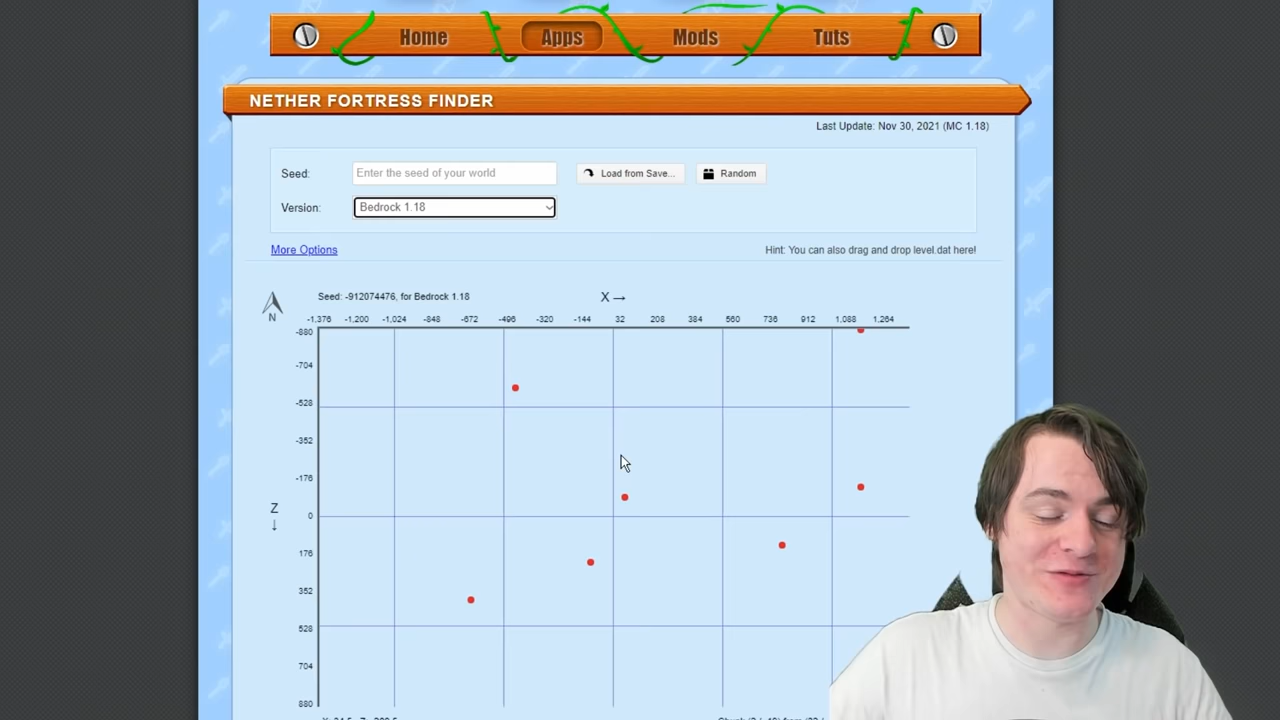 Home Apps Mods Tuts
NETHER FORTRESS FINDER
Last Update: Nov 30, 2021 (MC 1.18)
Seed: Enter the seed of your world Load from Save... Random
Version: Bedrock 1.18
More Options Hint: You can also drag and drop level.dat here!
Seed: -912074476, for Bedrock 1.18 X →
N
-1,376 -1,200 -1,024 -848 -672 -496 -320 -144 32 208 384 560 736 912 1,088 1,264
-880
-704
-528
-352
-176
Z
↓
0
176
352
528
704
880